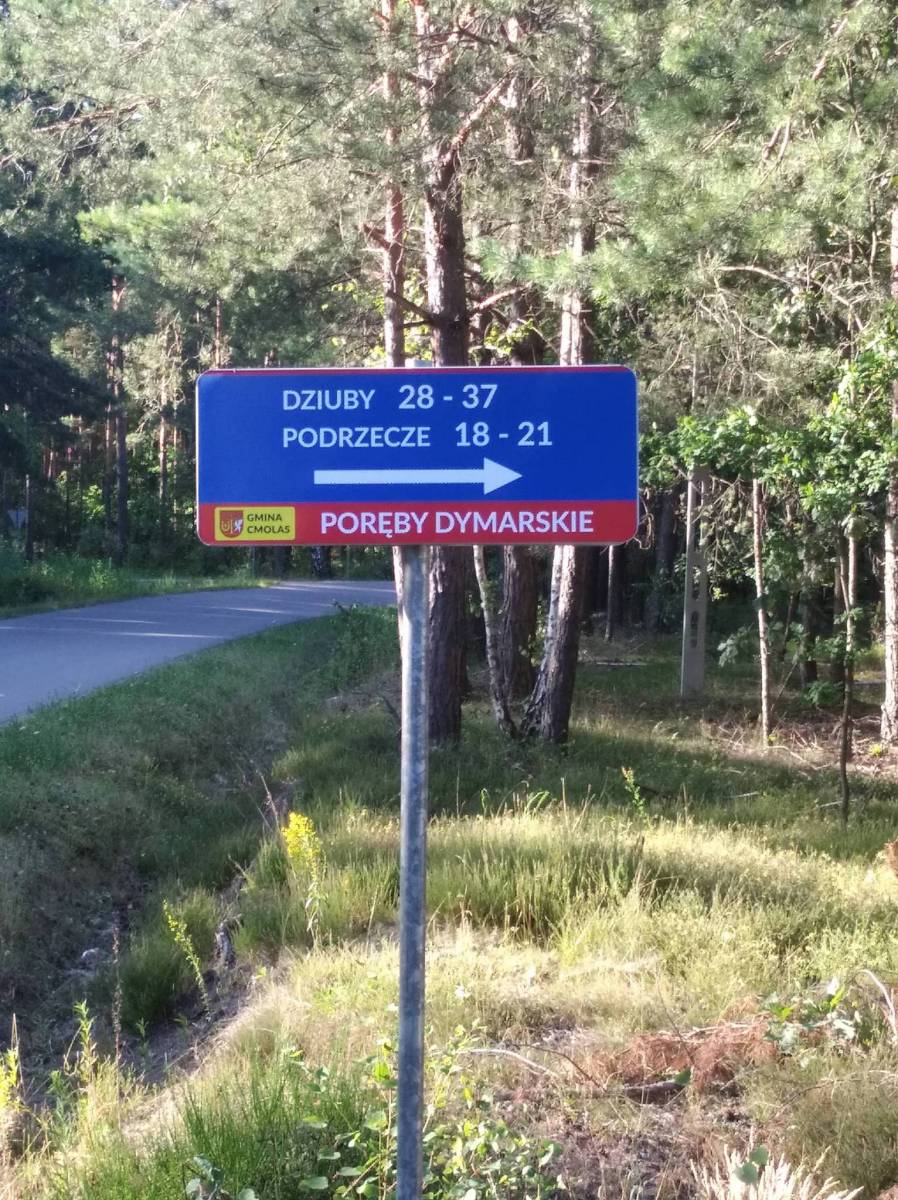 DZIUBY 28 - 37
PODRZECZE 18 - 21
GMINA
CMOLAS
PORĘBY DYMARSKIE